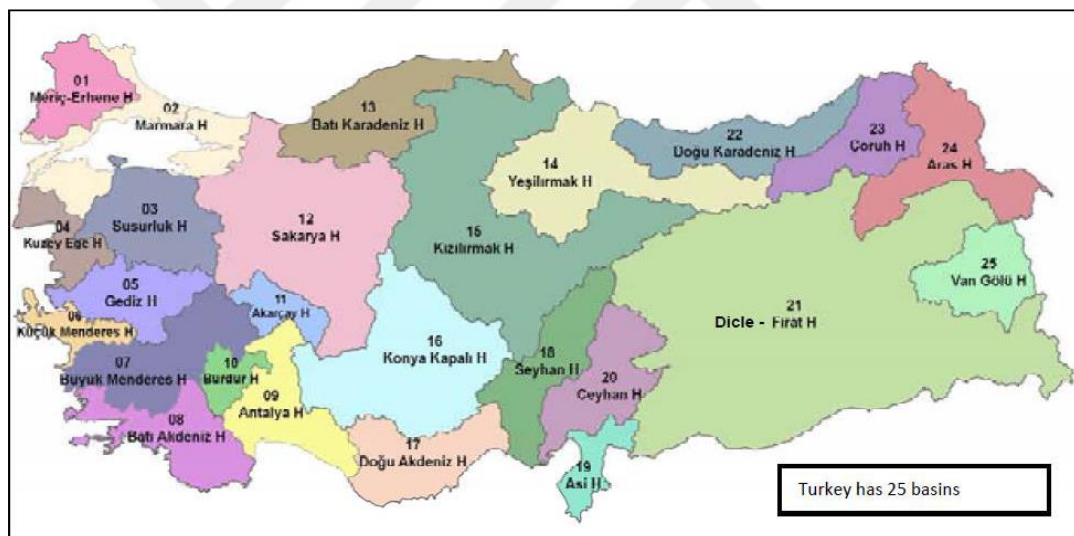 01
Meriç-Erhene H
02
Marmara H
03
Susurluk H
04
Kuzey Ege H
05
Gediz H
06
Küçük Menderes H
07
Büyük Menderes H
08
Batı Akdeniz H
09
Antalya H
10
Burdur H
11
Akarçay H
12
Sakarya H
13
Batı Karadeniz H
14
Yeşilırmak H
15
Kızılırmak H
16
Konya Kapalı H
17
Doğu Akdeniz H
18
Seyhan H
19
Asi H
20
Ceyhan H
21
Dicle - Fırat H
22
Doğu Karadeniz H
23
Çoruh H
24
Aras H
25
Van Gölü H
Turkey has 25 basins